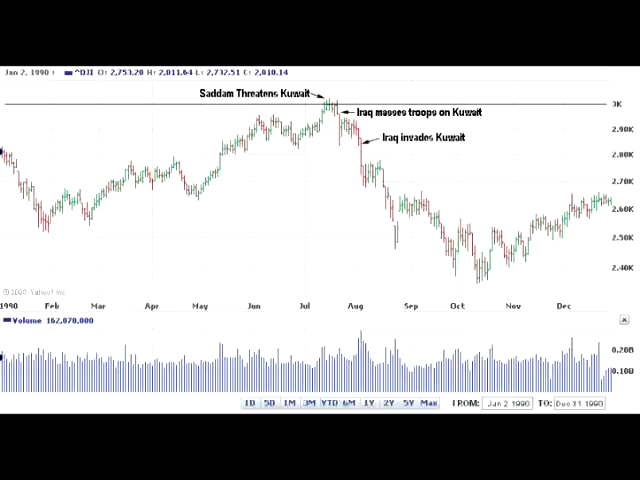 Jan 2, 1990 : ^DJI O: 2,753.20 H: 2,811.64 L: 2,732.51 C: 2,810.14
Saddam Threatens Kuwait
3K
Iraq masses troops on Kuwait
2.90K
Iraq invades Kuwait
2.80K
2.70K
2.60K
2.50K
2.40K
Yahoo! Inc.
1990 Feb Mar Apr May Jun Jul Aug Sep Oct Nov Dec
Volume 162,070,000
0.20B
0.10B
1D 5D 1M 3M YTD 6M 1Y 2Y 5Y Max FROM: Jan 2 1990 TO: Dec 31 1990